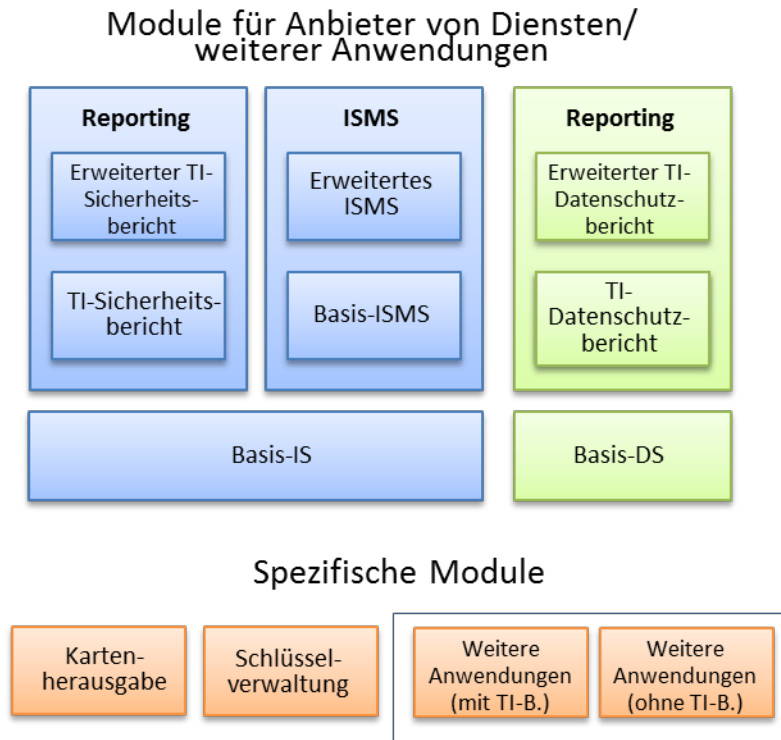 Module für Anbieter von Diensten/
weiterer Anwendungen
Reporting
Erweiterter TI-
Sicherheits-
bericht
TI-Sicherheits-
bericht
ISMS
Erweitertes
ISMS
Basis-ISMS
Reporting
Erweiterter TI-
Datenschutz-
bericht
TI-
Datenschutz-
bericht
Basis-IS
Basis-DS
Spezifische Module
Karten-
herausgabe
Schlüssel-
verwaltung
Weitere
Anwendungen
(mit TI-B.)
Weitere
Anwendungen
(ohne TI-B.)